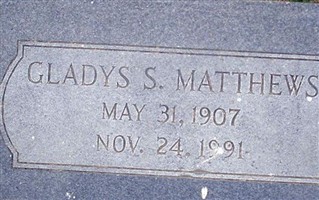 GLADYS S. MATTHEWS
MAY 31, 1907
NOV. 24, 1991